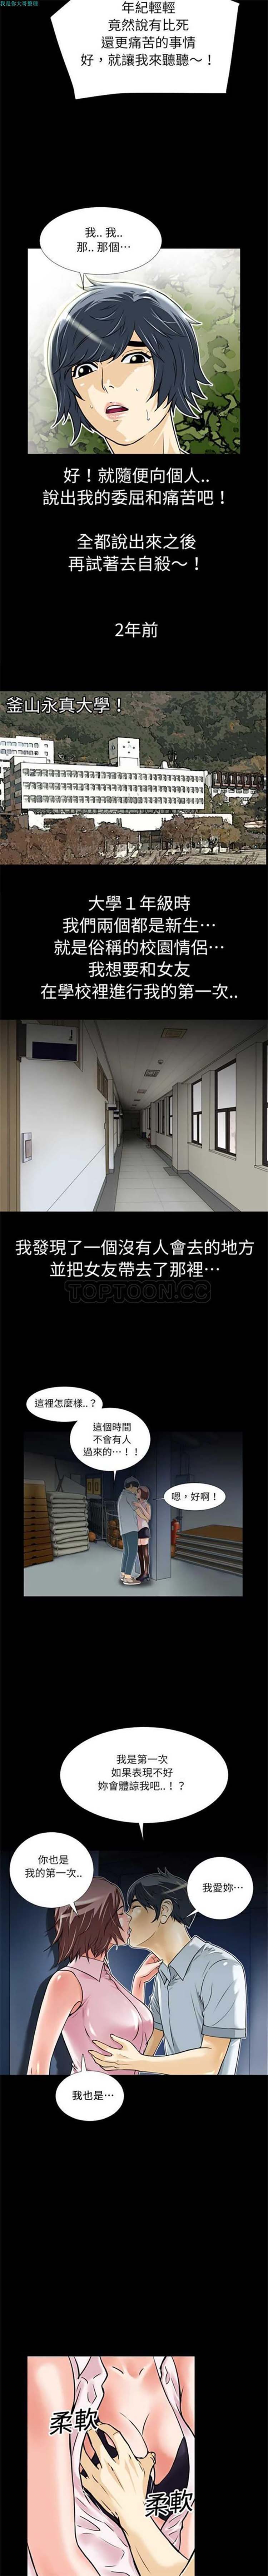 我是你大哥整理
年紀輕輕
竟然說有比死
還更痛苦的事情
好，就讓我來聽聽～！
我.. 我..
那.. 那個…
好！就隨便向個人..
說出我的委屈和痛苦吧！
全都說出來之後
再試著去自殺～！
2年前
釜山永真大學！
大學１年級時
我們兩個都是新生…
就是俗稱的校園情侶…
我想要和女友
在學校裡進行我的第一次..
我發現了一個沒有人會去的地方
並把女友帶去了那裡…
TOPTOON.CC
這裡怎麼樣..？
這個時間
不會有人
過來的…！！
嗯，好啊！
我是第一次
如果表現不好
妳會體諒我吧..！？
你也是
我的第一次..
我愛妳…
我也是…
柔軟
柔軟